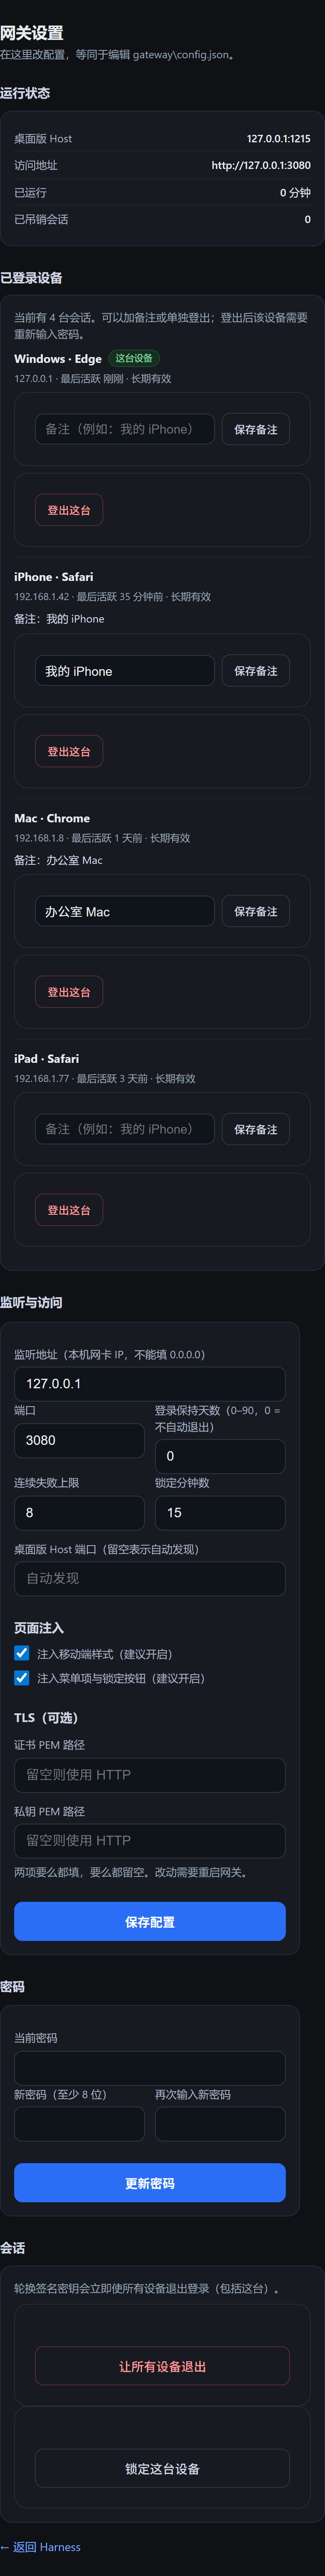 网关设置
在这里改配置，等同于编辑 gateway\config.json。
运行状态
桌面版 Host 127.0.0.1:1215
访问地址 http://127.0.0.1:3080
已运行 0 分钟
已吊销会话 0
已登录设备
当前有 4 台会话。可以加备注或单独登出；登出后该设备需要
重新输入密码。
Windows · Edge 这台设备
127.0.0.1 · 最后活跃 刚刚 · 长期有效
备注（例如：我的 iPhone） 保存备注
登出这台
iPhone · Safari
192.168.1.42 · 最后活跃 35 分钟前 · 长期有效
备注：我的 iPhone
我的 iPhone 保存备注
登出这台
Mac · Chrome
192.168.1.8 · 最后活跃 1 天前 · 长期有效
备注：办公室 Mac
办公室 Mac 保存备注
登出这台
iPad · Safari
192.168.1.77 · 最后活跃 3 天前 · 长期有效
备注（例如：我的 iPhone） 保存备注
登出这台
监听与访问
监听地址（本机网卡 IP，不能填 0.0.0.0）
127.0.0.1
端口
3080
登录保持天数（0–90，0 =
不自动退出）
0
连续失败上限
8
锁定分钟数
15
桌面版 Host 端口（留空表示自动发现）
自动发现
页面注入
注入移动端样式（建议开启）
注入菜单项与锁定按钮（建议开启）
TLS（可选）
证书 PEM 路径
留空则使用 HTTP
私钥 PEM 路径
留空则使用 HTTP
两项要么都填，要么都留空。改动需要重启网关。
保存配置
密码
当前密码
新密码（至少 8 位）
再次输入新密码
更新密码
会话
轮换签名密钥会立即使所有设备退出登录（包括这台）。
让所有设备退出
锁定这台设备
← 返回 Harness